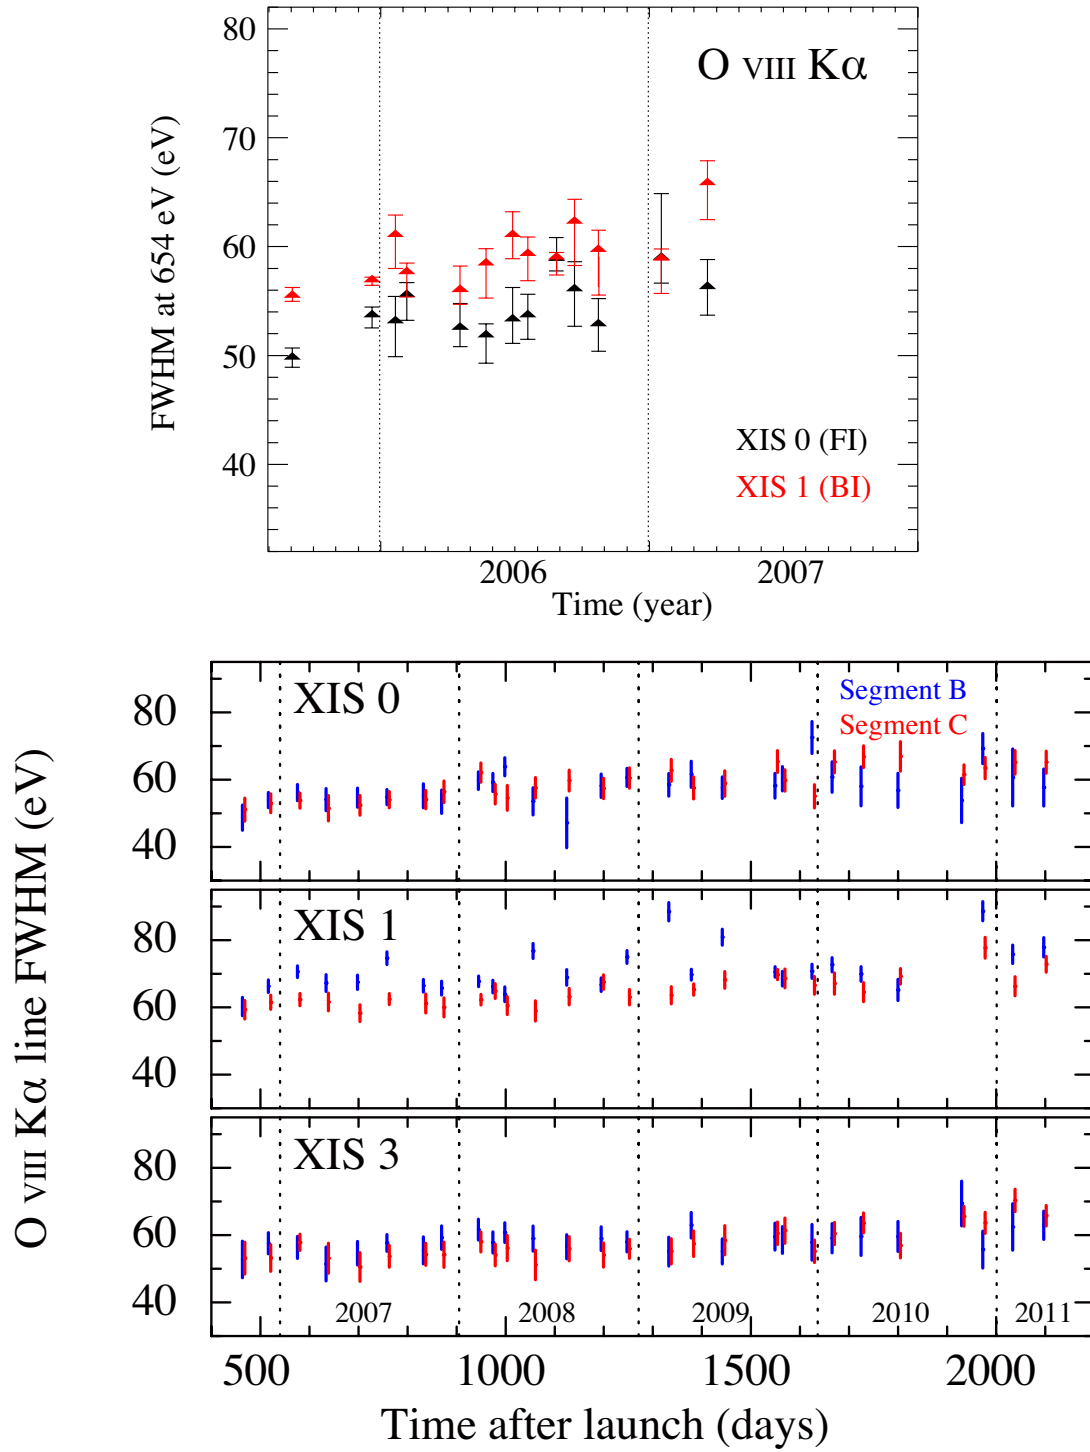 80
O VIII Kα
70
FWHM at 654 eV (eV)
60
50
XIS 0 (FI)
40
XIS 1 (BI)
2006 2007
Time (year)
XIS 0
Segment B
Segment C
80
60
40
O VIII Kα line FWHM (eV)
XIS 1
80
60
40
XIS 3
80
60
40
2007 2008 2009 2010 2011
500 1000 1500 2000
Time after launch (days)